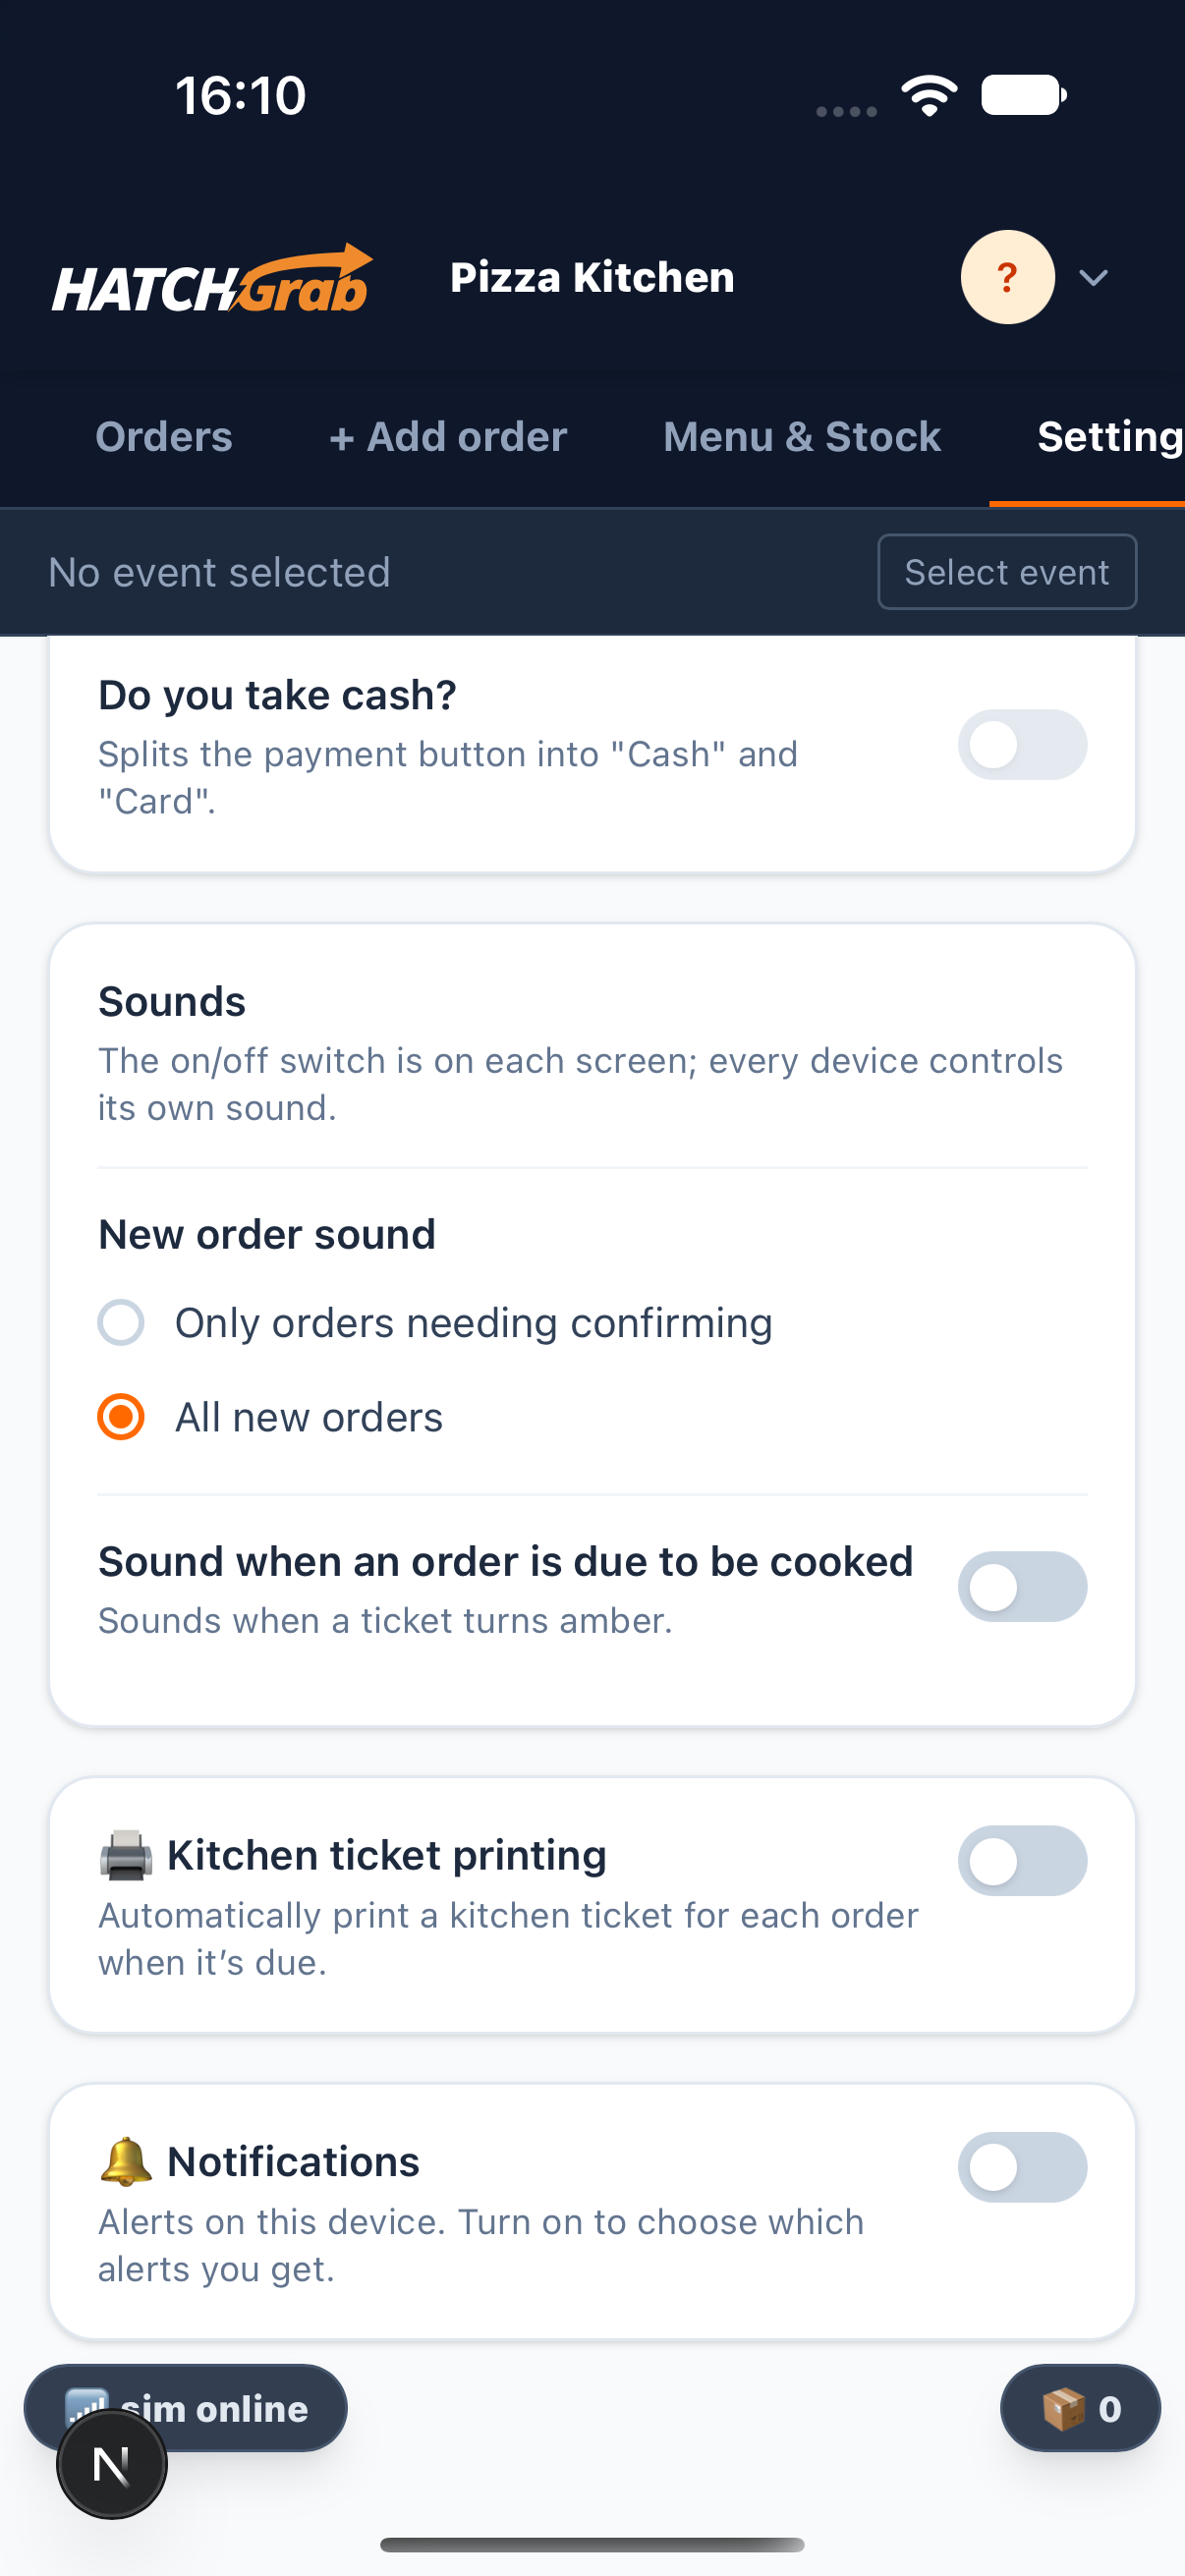 16:10
HATCHGrab
Pizza Kitchen
?
Orders
+ Add order
Menu & Stock
Setting
No event selected
Select event
Do you take cash?
Splits the payment button into "Cash" and
"Card".
Sounds
The on/off switch is on each screen; every device controls
its own sound.
New order sound
Only orders needing confirming
All new orders
Sound when an order is due to be cooked
Sounds when a ticket turns amber.
Kitchen ticket printing
Automatically print a kitchen ticket for each order
when it’s due.
Notifications
Alerts on this device. Turn on to choose which
alerts you get.
sim online
0
N